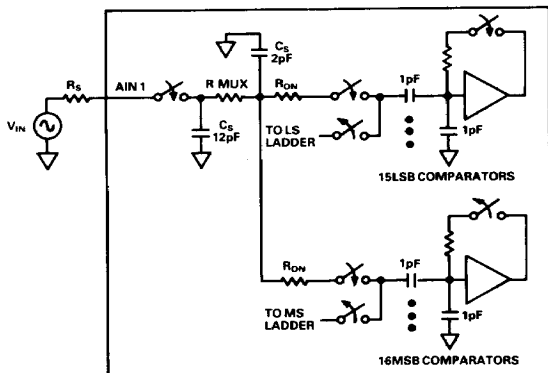 CS
2pF
RS
AIN 1
R MUX
RON
VIN
CS
12pF
1pF
TO LS
LADDER
1pF
15LSB COMPARATORS
RON
1pF
TO MS
LADDER
1pF
16MSB COMPARATORS